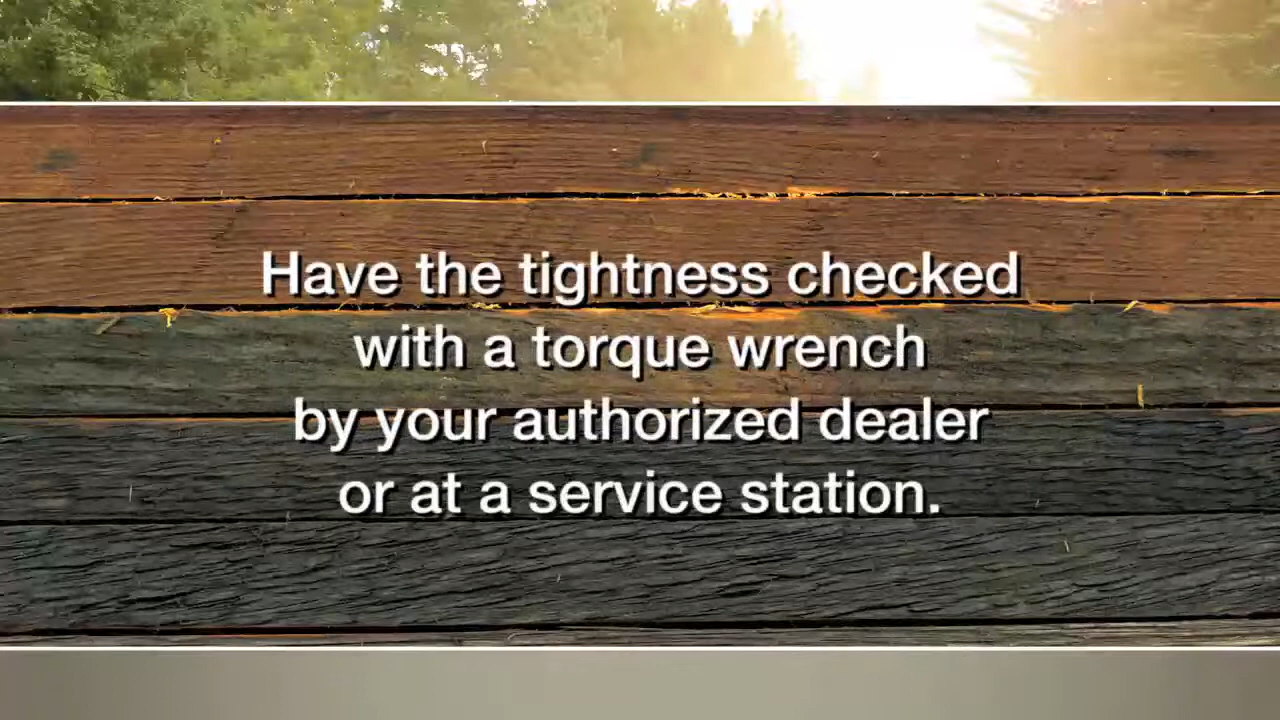 Have the tightness checked
with a torque wrench
by your authorized dealer
or at a service station.